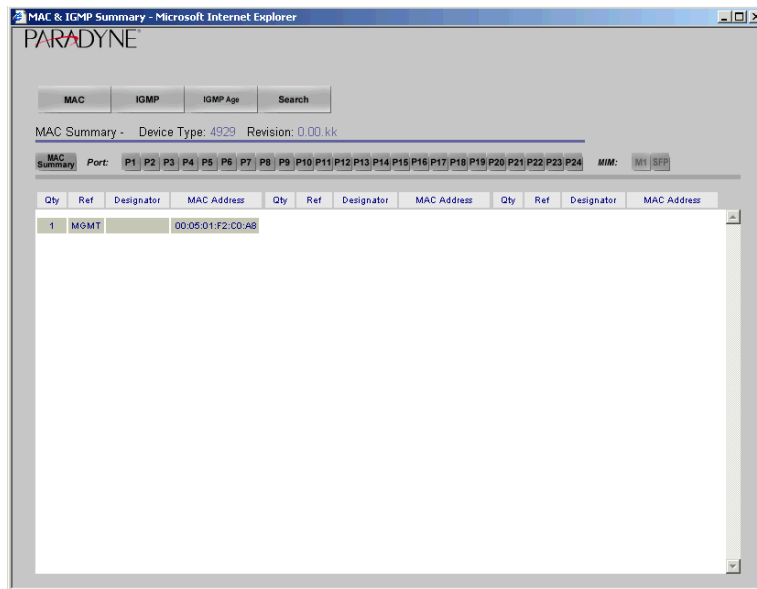 MAC & IGMP Summary - Microsoft Internet Explorer
PARADYNE®
MAC IGMP IGMP Age Search
MAC Summary - Device Type: 4929 Revision: 0.00.kk
MAC Summary Port: P1 P2 P3 P4 P5 P6 P7 P8 P9 P10 P11 P12 P13 P14 P15 P16 P17 P18 P19 P20 P21 P22 P23 P24 MIM: M1 SFP
Qty Ref Designator MAC Address Qty Ref Designator MAC Address Qty Ref Designator MAC Address
1 MGMT 00:05:01:F2:C0:A8